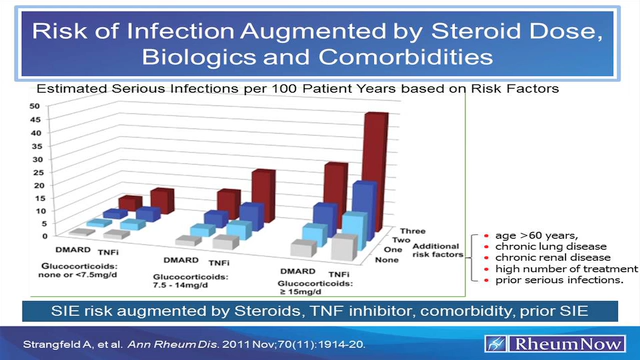 Risk of Infection Augmented by Steroid Dose,
Biologics and Comorbidities
Estimated Serious Infections per 100 Patient Years based on Risk Factors
50
45
40
35
30
25
20
15
10
5
0
DMARD
TNFi
Glucocorticoids:
none or <7.5mg/d
DMARD
TNFi
Glucocorticoids:
7.5 - 14mg/d
DMARD
TNFi
Glucocorticoids:
≥ 15mg/d
Three
Two
One
None
Additional
risk factors
• age >60 years,
• chronic lung disease
• chronic renal disease
• high number of treatment
• prior serious infections.
SIE risk augmented by Steroids, TNF inhibitor, comorbidity, prior SIE
Strangfeld A, et al. Ann Rheum Dis. 2011 Nov;70(11):1914-20.
RheumNow